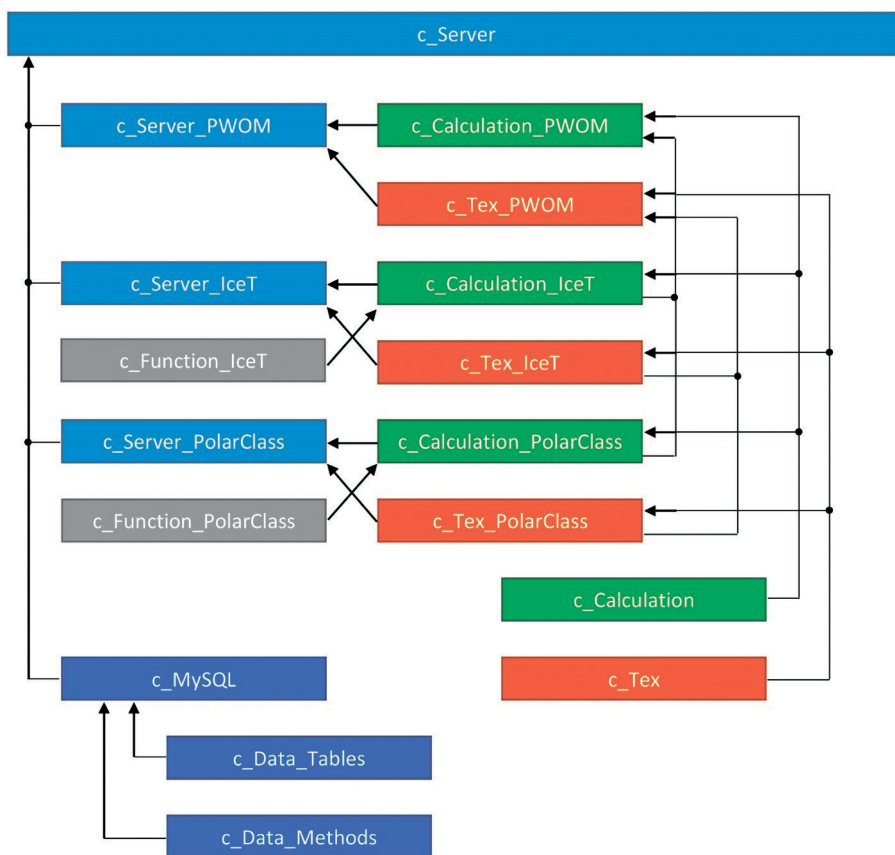 c_Server
c_Server_PWOM
c_Calculation_PWOM
c_Tex_PWOM
c_Server_IceT
c_Calculation_IceT
c_Function_IceT
c_Tex_IceT
c_Server_PolarClass
c_Calculation_PolarClass
c_Function_PolarClass
c_Tex_PolarClass
c_Calculation
c_MySQL
c_Tex
c_Data_Tables
c_Data_Methods